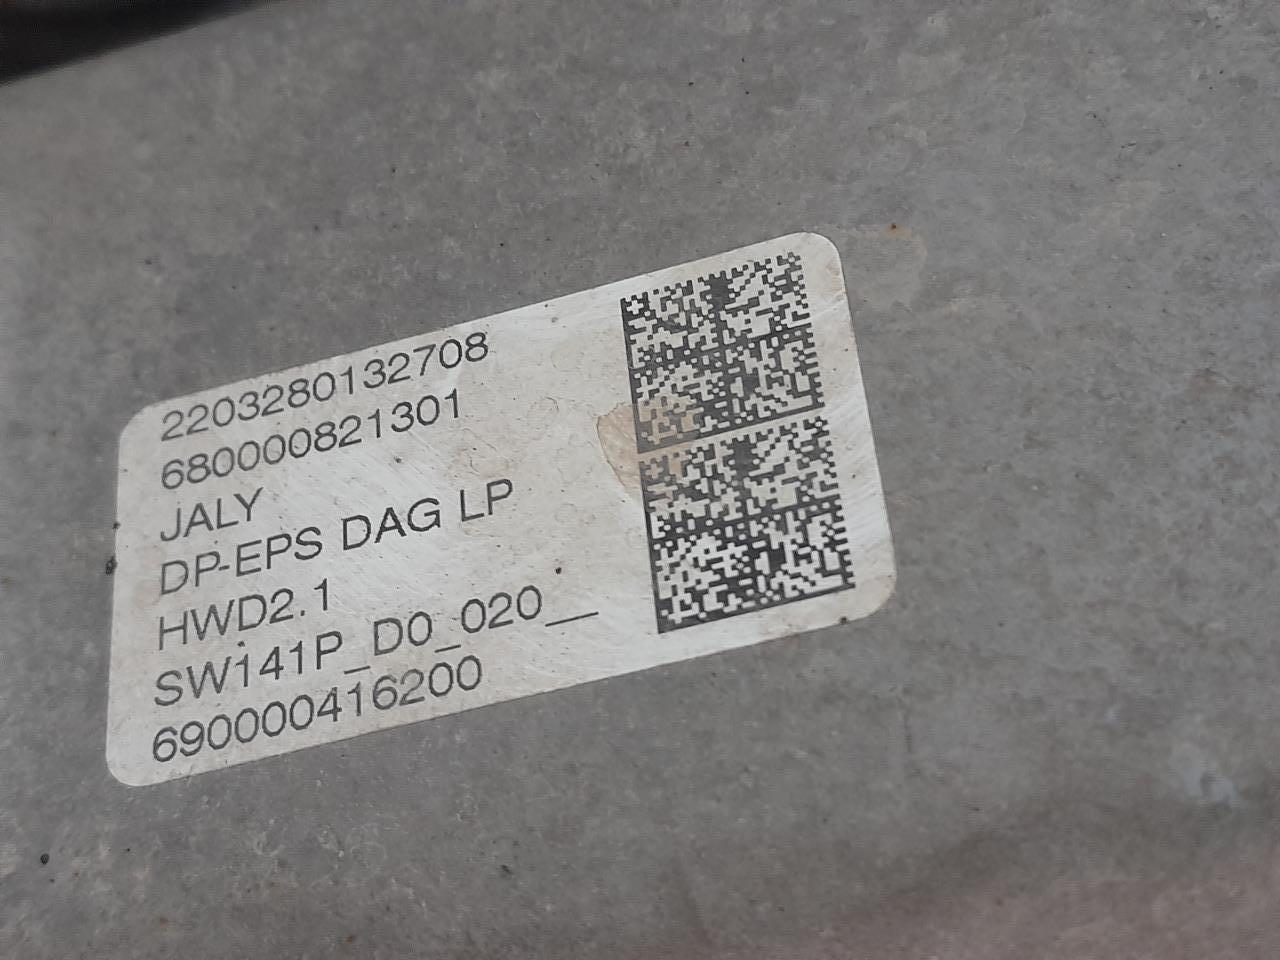 2203280132708
680000821301
JALY
DP-EPS DAG LP
HWD2.1
SW141P_D0_020__
690000416200